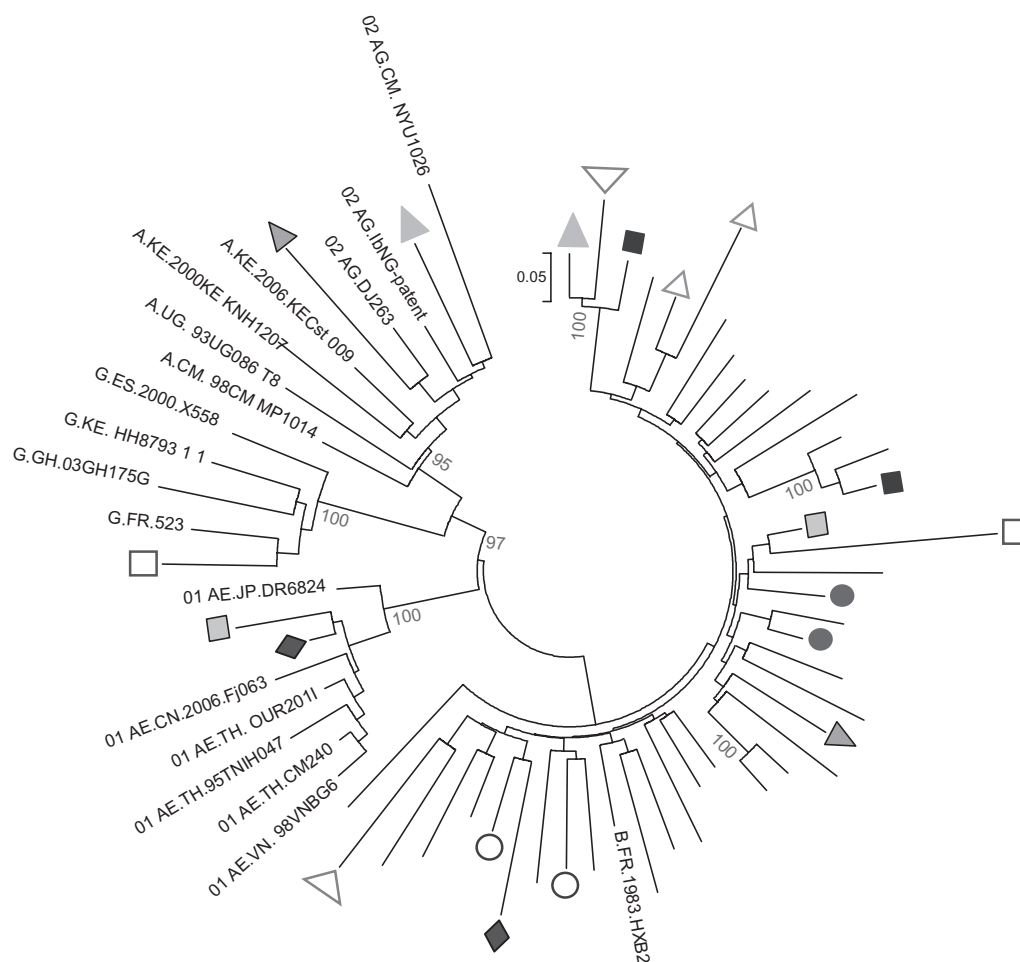 02 AG.CM. NYU1026
02 AG.IbNG-patent
02 AG.DJ263
A.KE.2006.KECst 009
A.KE.2000KE KNH1207
A.UG. 93UG086 T8
A.CM. 98CM MP1014
G.ES.2000.X558
G.KE. HH8793 1 1
G.GH.03GH175G
G.FR.523
01 AE.JP.DR6824
01 AE.CN.2006.Fj063
01 AE.TH. OUR201I
01 AE.TH.95TNIH047
01 AE.TH.CM240
01 AE.VN. 98VNBG6
B.FR.1983.HXB2
0.05
100
100
100
95
100
97
100